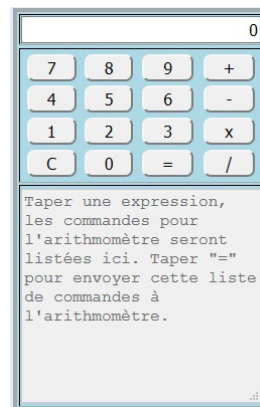 0
7 8 9 +
4 5 6 -
1 2 3 x
C 0 = /
Taper une expression,
les commandes pour
l'arithmomètre seront
listées ici. Taper "="
pour envoyer cette liste
de commandes à
l'arithmomètre.